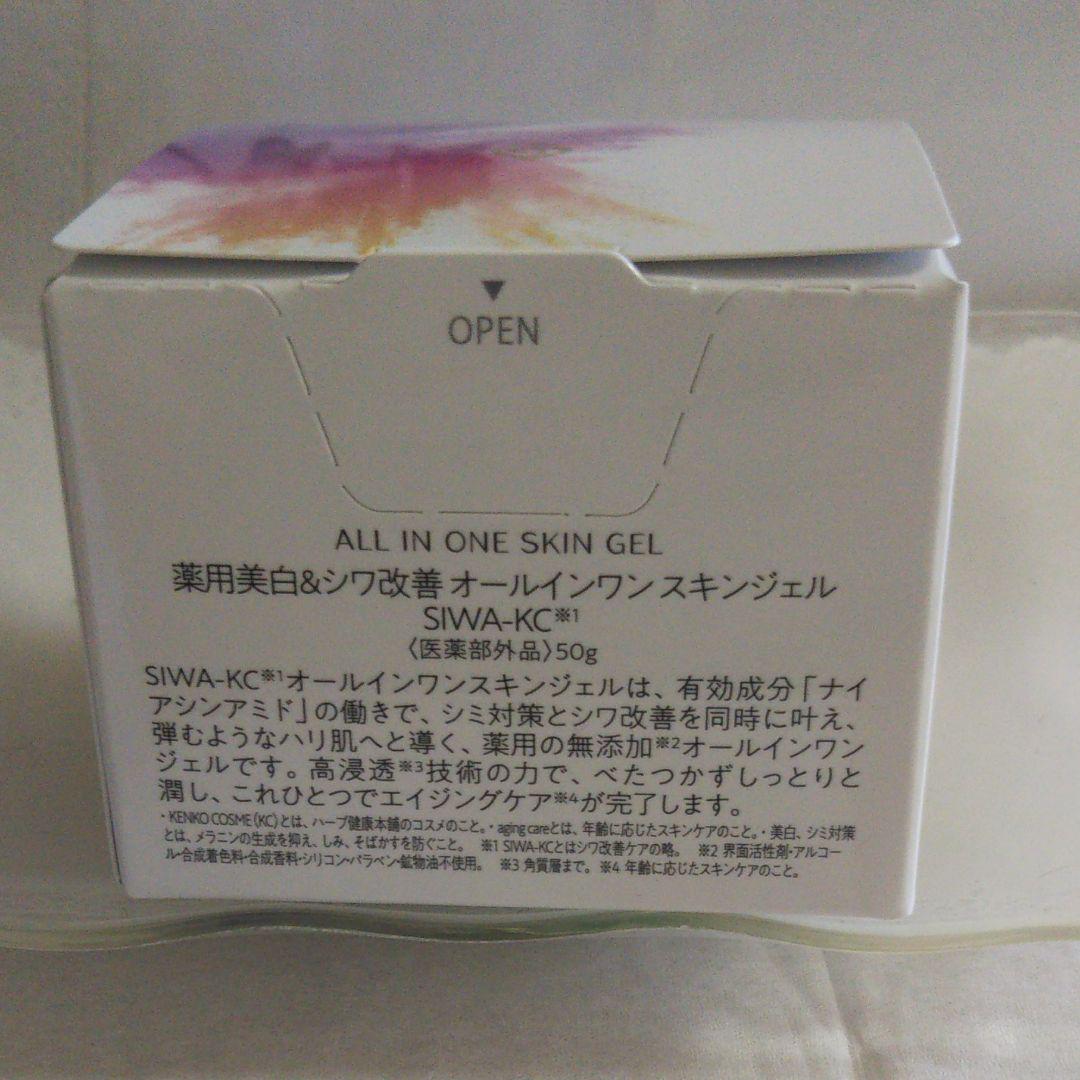 ▼
OPEN
ALL IN ONE SKIN GEL
薬用美白&シワ改善 オールインワン スキンジェル
SIWA-KC※1
〈医薬部外品〉50g
SIWA-KC※1オールインワンスキンジェルは、有効成分「ナイ
アシンアミド」の働きで、シミ対策とシワ改善を同時に叶え、
弾むようなハリ肌へと導く、薬用の無添加※2オールインワン
ジェルです。高浸透※3技術の力で、べたつかずしっとりと
潤し、これひとつでエイジングケア※4が完了します。
・KENKO COSME（KC）とは、ハーブ健康本舗のコスメのこと。・aging careとは、年齢に応じたスキンケアのこと。・美白、シミ対策
とは、メラニンの生成を抑え、しみ、そばかすを防ぐこと。 ※1 SIWA-KCとはシワ改善ケアの略。 ※2 界面活性剤・アルコー
ル・合成着色料・合成香料・シリコン・パラベン・鉱物油不使用。 ※3 角質層まで。 ※4 年齢に応じたスキンケアのこと。